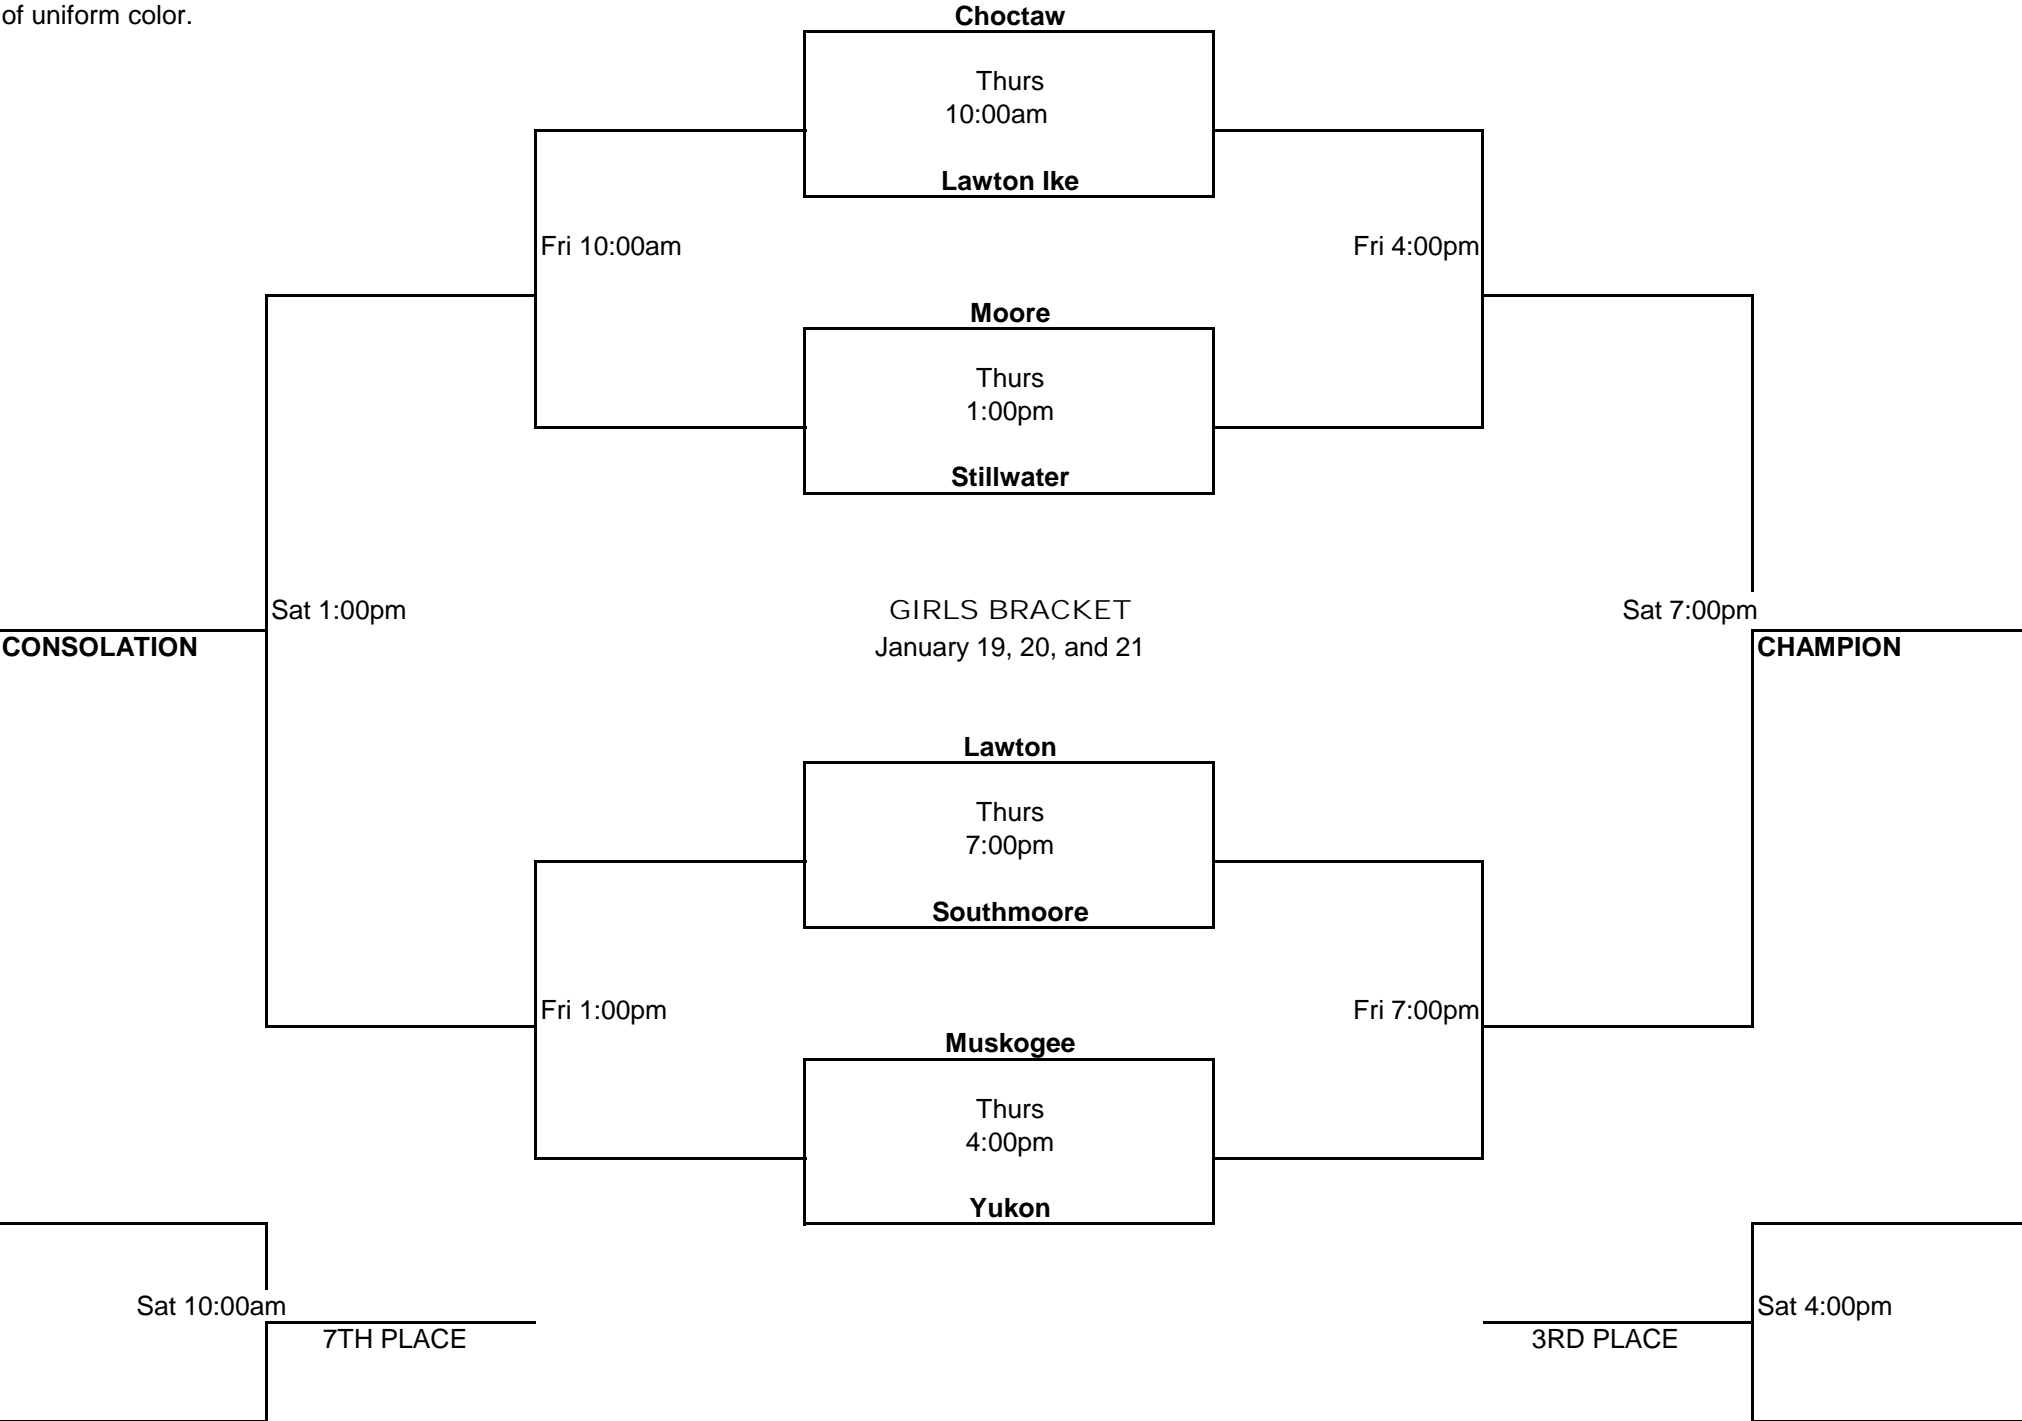 of uniform color.
Choctaw
Thurs
10:00am
Lawton Ike
Fri 10:00am
Fri 4:00pm
Moore
Thurs
1:00pm
Stillwater
Sat 1:00pm
GIRLS BRACKET
Sat 7:00pm
CONSOLATION
January 19, 20, and 21
CHAMPION
Lawton
Thurs
7:00pm
Southmoore
Fri 1:00pm
Fri 7:00pm
Muskogee
Thurs
4:00pm
Yukon
Sat 10:00am
Sat 4:00pm
7TH PLACE
3RD PLACE